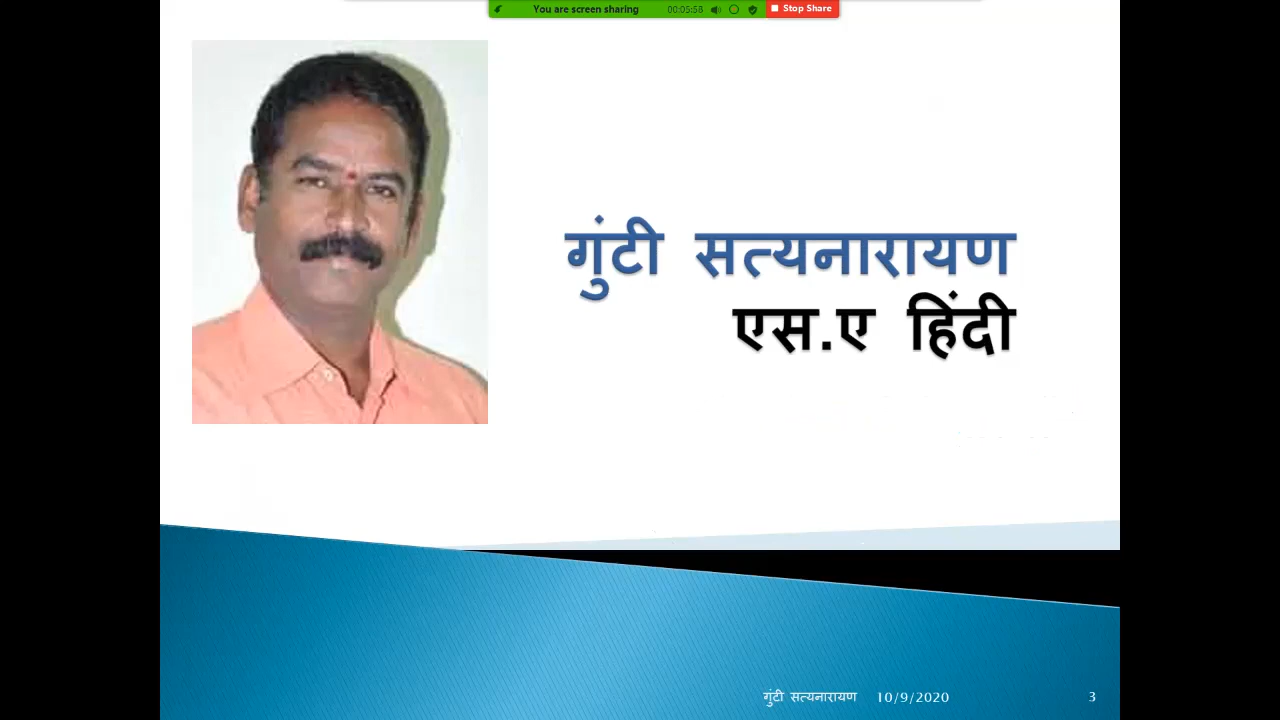 You are screen sharing 00:05:58 Stop Share
गुंटी सत्यनारायण
एस.ए हिंदी
गुंटी सत्यनारायण 10/9/2020 3